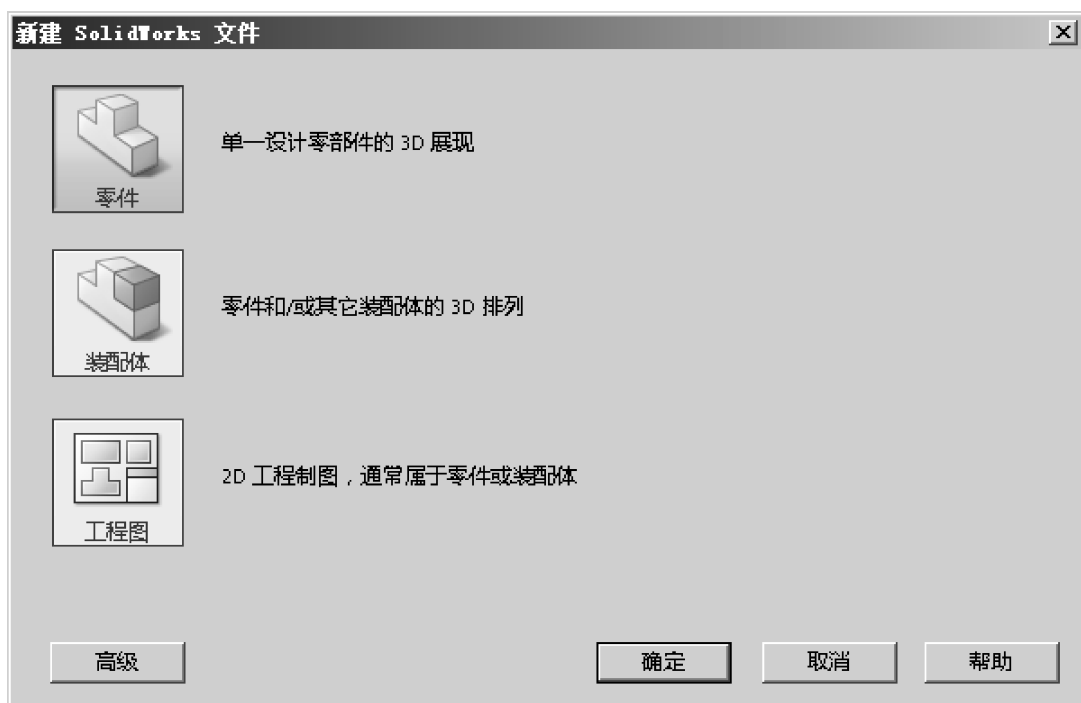 新建 SolidWorks 文件
单一设计零部件的 3D 展现
零件
零件和/或其它装配体的 3D 排列
装配体
2D 工程制图，通常属于零件或装配体
工程图
高级
确定
取消
帮助